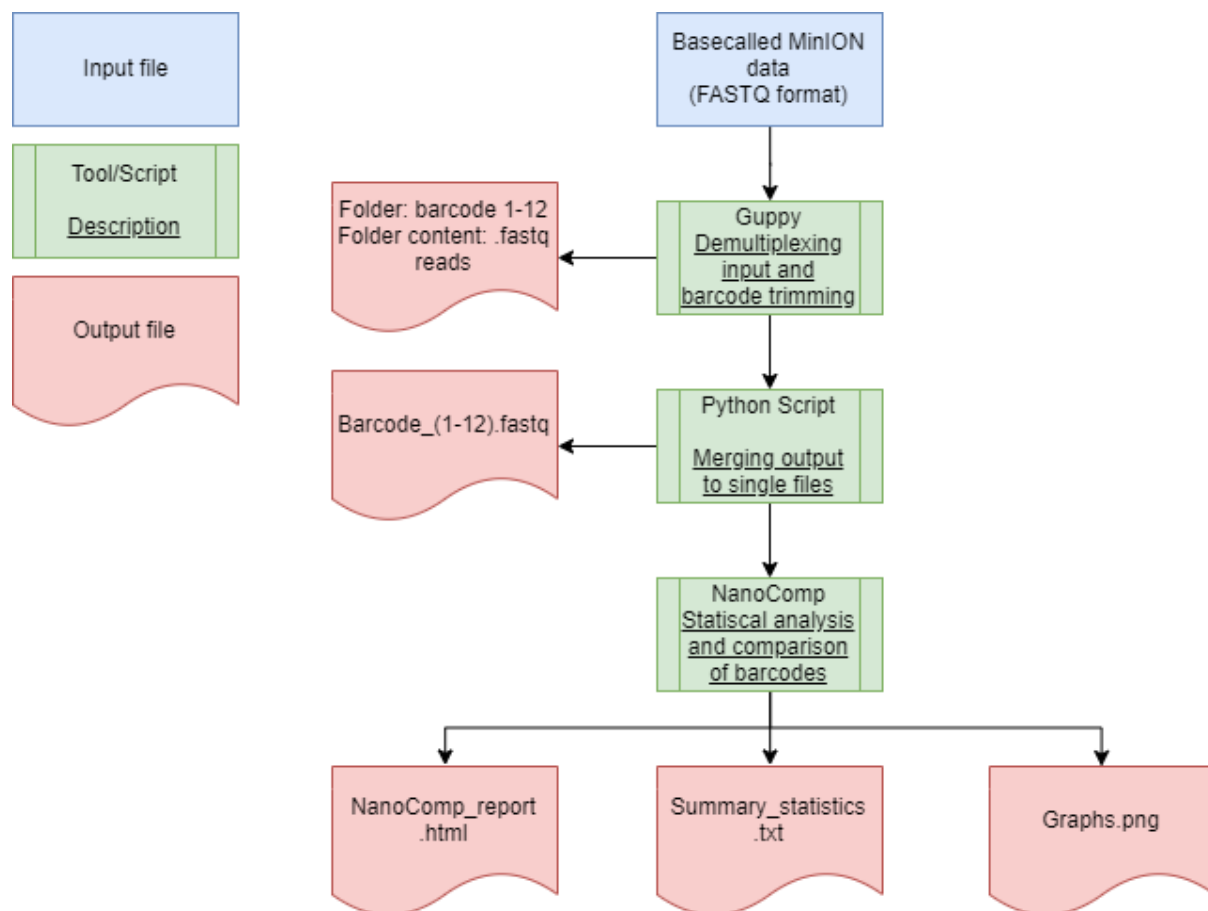 Input file
Tool/Script
Description
Output file
Basecalled MinION
data
(FASTQ format)
Folder: barcode 1-12
Folder content: .fastq
reads
Guppy
Demultiplexing
input and
barcode trimming
Barcode_(1-12).fastq
Python Script
Merging output
to single files
NanoComp
Statiscal analysis
and comparison
of barcodes
NanoComp_report
.html
Summary_statistics
.txt
Graphs.png